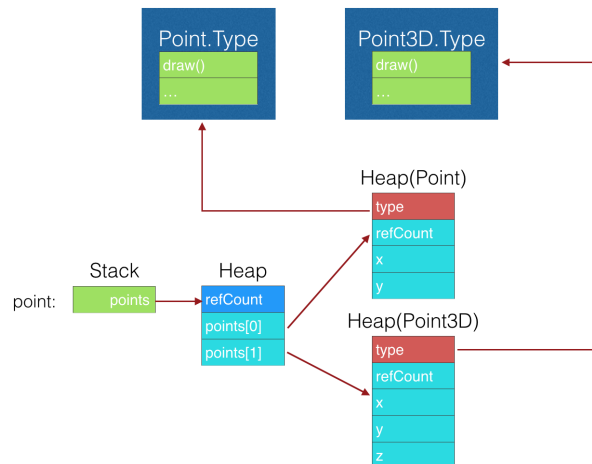 Point.Type
draw()
...
Point3D.Type
draw()
...
Heap(Point)
type
refCount
x
y
Stack
point:
points
Heap
refCount
points[0]
points[1]
Heap(Point3D)
type
refCount
x
y
z